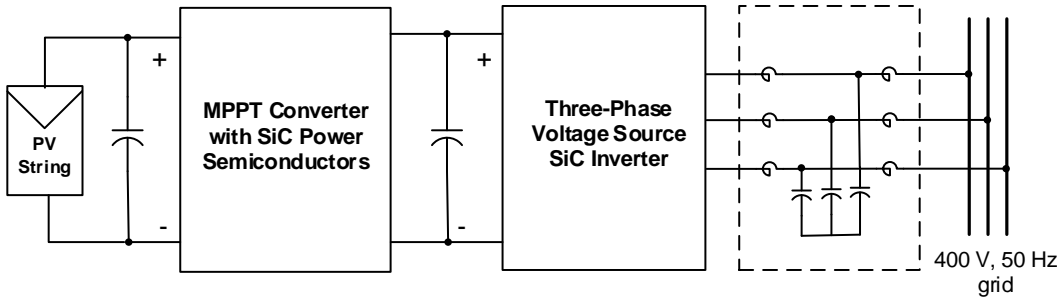 PV
String
+
-
MPPT Converter
with SiC Power
Semiconductors
+
-
Three-Phase
Voltage Source
SiC Inverter
400 V, 50 Hz
grid